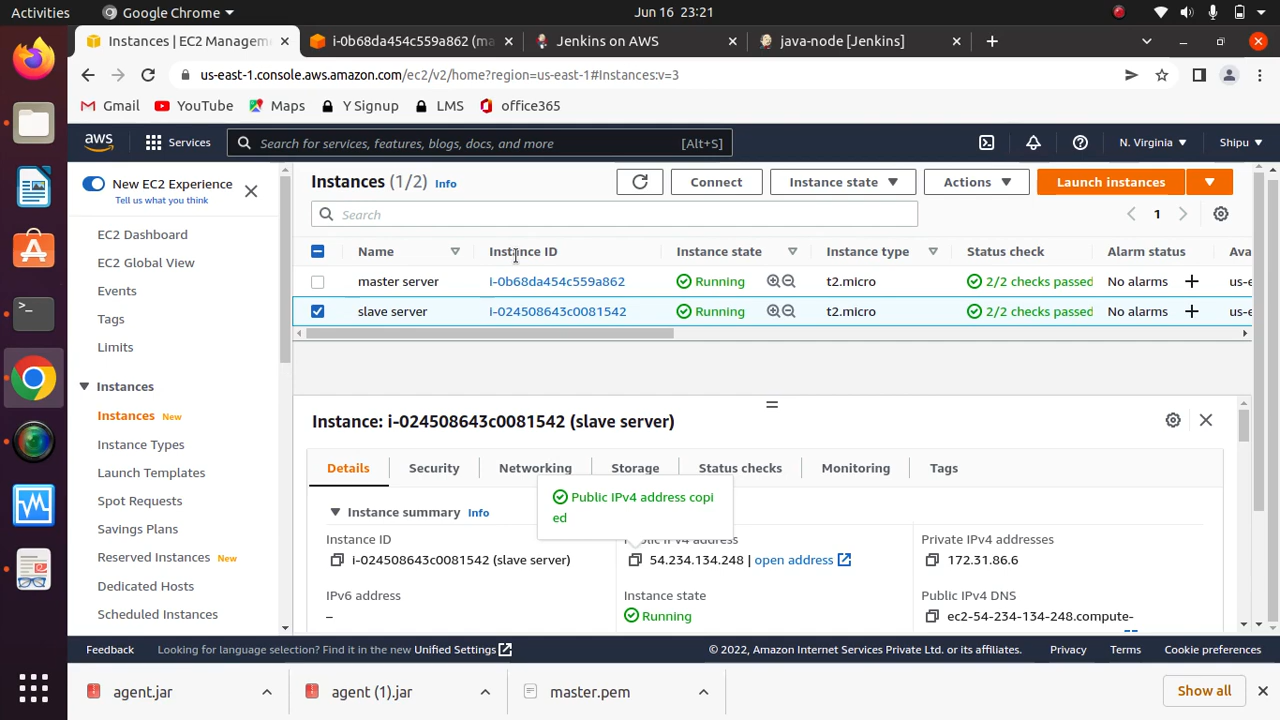 Activities Google Chrome Jun 16 23:21
Instances | EC2 Managem i-0b68da454c559a862 (ma Jenkins on AWS java-node [Jenkins]
us-east-1.console.aws.amazon.com/ec2/v2/home?region=us-east-1#Instances:v=3
Gmail YouTube Maps Y Signup LMS office365
aws Services Search for services, features, blogs, docs, and more [Alt+S] N. Virginia Shipu
New EC2 Experience
Tell us what you think
EC2 Dashboard
EC2 Global View
Events
Tags
Limits
Instances
Instances New
Instance Types
Launch Templates
Spot Requests
Savings Plans
Reserved Instances New
Dedicated Hosts
Scheduled Instances
Instances (1/2) Info Connect Instance state Actions Launch instances
Search 1
Name Instance ID Instance state Instance type Status check Alarm status Ava
master server i-0b68da454c559a862 Running t2.micro 2/2 checks passed No alarms us-e
slave server i-024508643c0081542 Running t2.micro 2/2 checks passed No alarms us-e
Instance: i-024508643c0081542 (slave server)
Details Security Networking Storage Status checks Monitoring Tags
Public IPv4 address copi
ed
Instance summary Info
Instance ID Public IPv4 address Private IPv4 addresses
i-024508643c0081542 (slave server) 54.234.134.248 | open address 172.31.86.6
IPv6 address Instance state Public IPv4 DNS
– Running ec2-54-234-134-248.compute-
Feedback Looking for language selection? Find it in the new Unified Settings © 2022, Amazon Internet Services Private Ltd. or its affiliates. Privacy Terms Cookie preferences
agent.jar agent (1).jar master.pem Show all